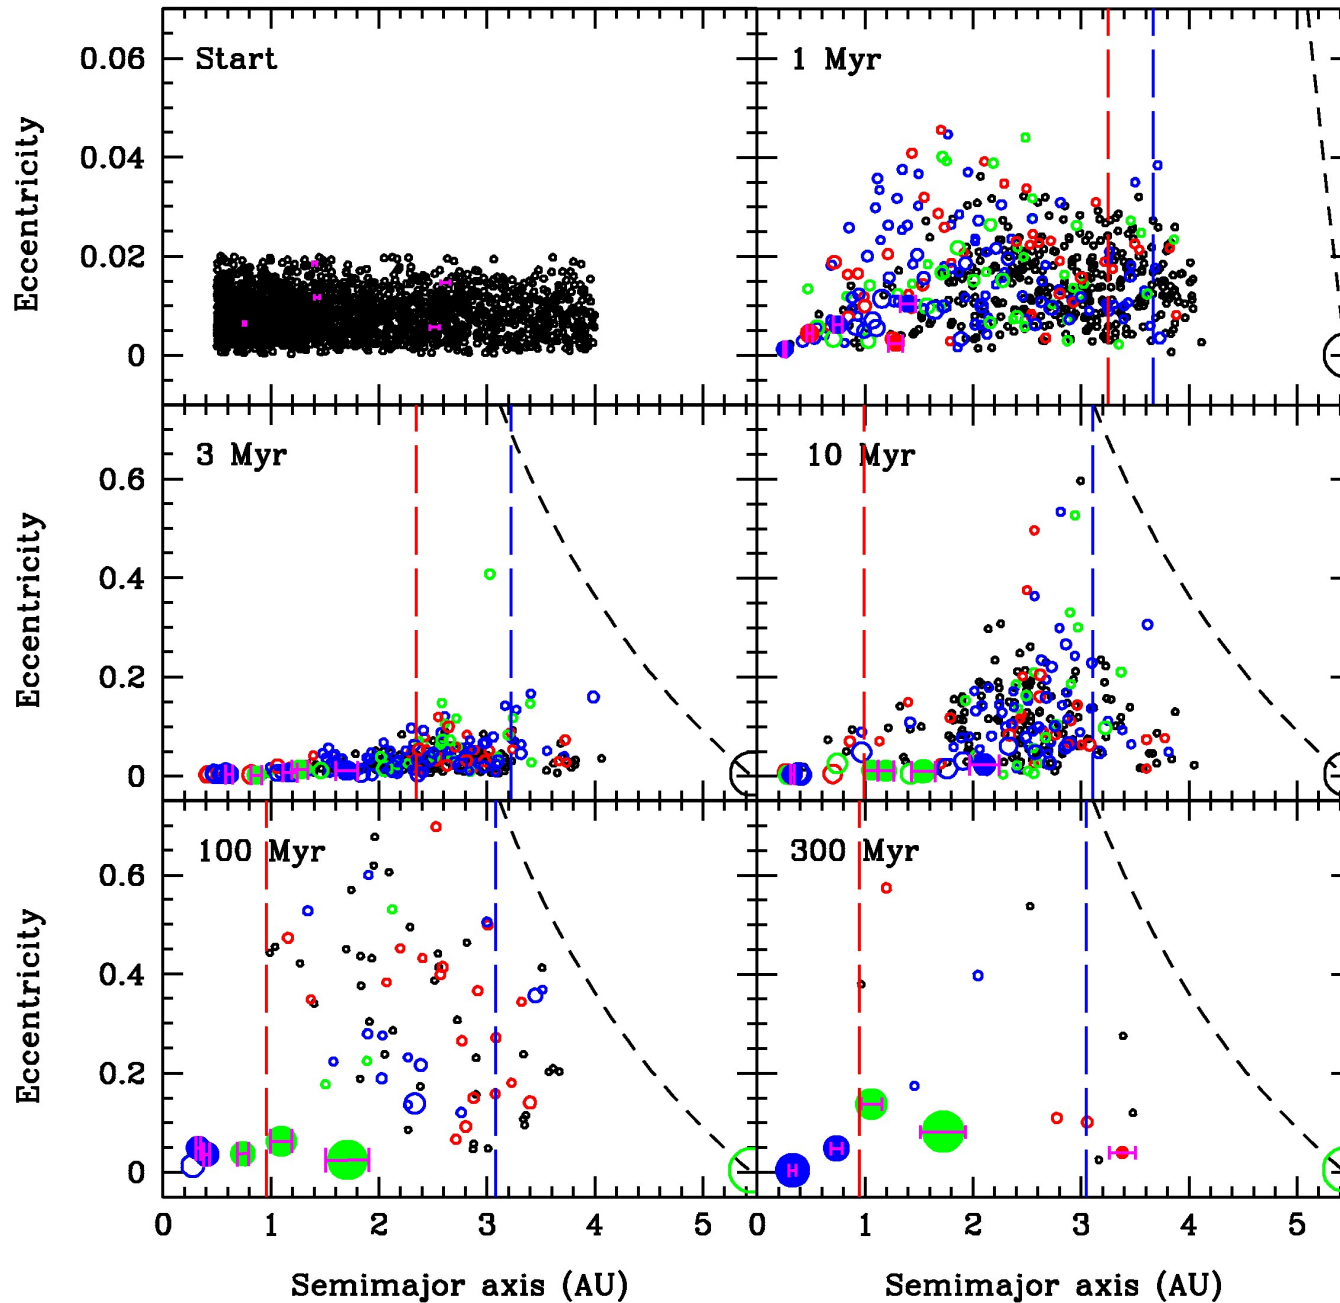 Start
1 Myr
0.06
0.04
0.02
0
Eccentricity
3 Myr
10 Myr
0.6
0.4
0.2
0
Eccentricity
100 Myr
300 Myr
0.6
0.4
0.2
0
Eccentricity
0 1 2 3 4 5 0 1 2 3 4 5
Semimajor axis (AU) Semimajor axis (AU)